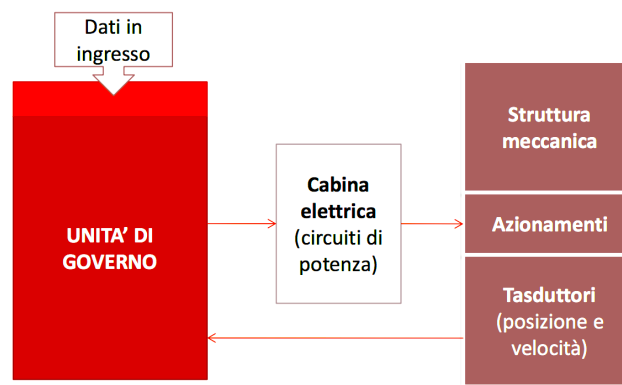 Dati in
ingresso
UNITA’ DI
GOVERNO
Cabina
elettrica
(circuiti di
potenza)
Struttura
meccanica
Azionamenti
Tasduttori
(posizione e
velocità)